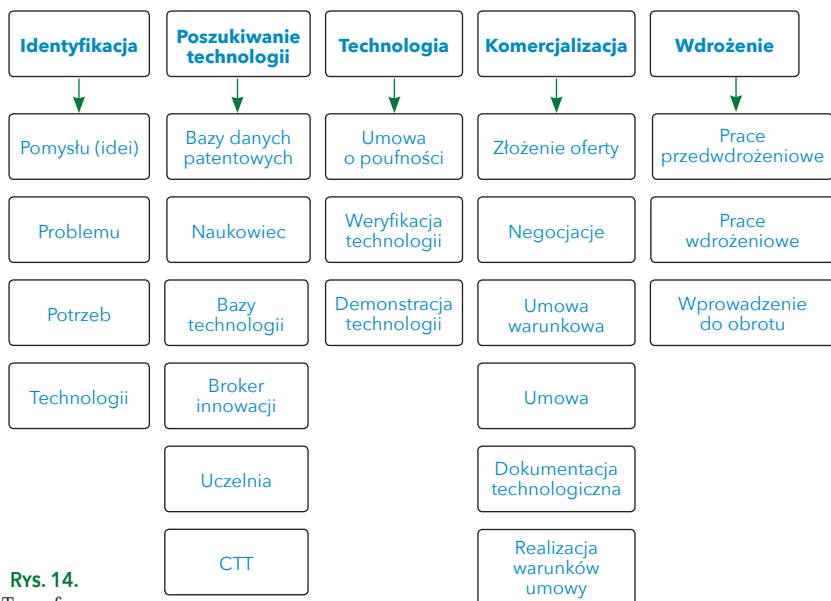 Identyfikacja
Poszukiwanie
technologii
Technologia
Komercjalizacja
Wdrożenie
Pomysłu (idei)
Bazy danych
patentowych
Umowa
o poufności
Złożenie oferty
Prace
przedwdrożeniowe
Problemu
Naukowiec
Weryfikacja
technologii
Negocjacje
Prace
wdrożeniowe
Potrzeb
Bazy
technologii
Demonstracja
technologii
Umowa
warunkowa
Wprowadzenie
do obrotu
Technologii
Broker
innowacji
Umowa
Uczelnia
Dokumentacja
technologiczna
CTT
Realizacja
warunków
umowy
Rys. 14.